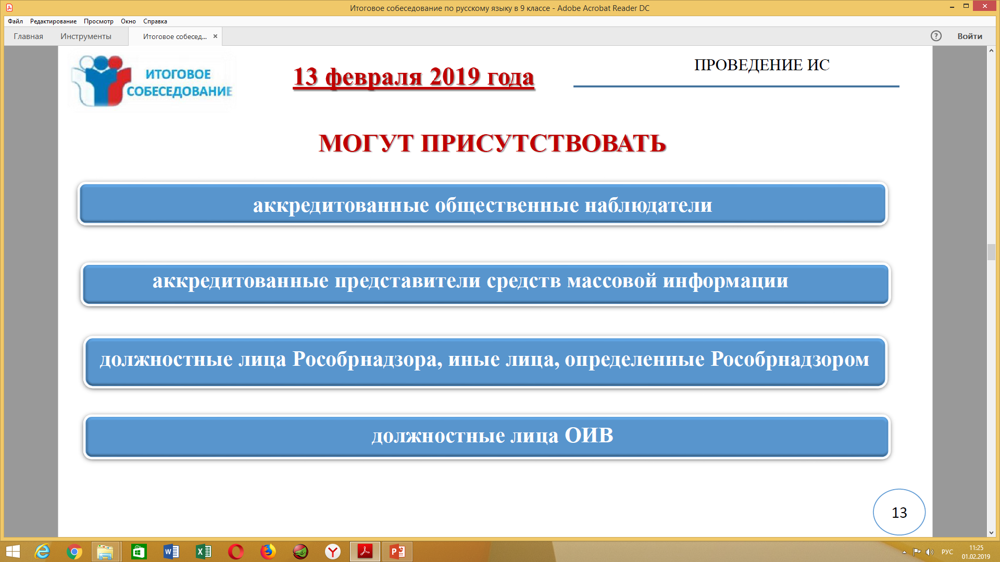 Итоговое собеседование по русскому языку в 9 классе - Adobe Acrobat Reader DC
Файл Редактирование Просмотр Окно Справка
Главная Инструменты Итоговое собесед... × ? Войти
ИТОГОВОЕ
СОБЕСЕДОВАНИЕ
13 февраля 2019 года
ПРОВЕДЕНИЕ ИС
МОГУТ ПРИСУТСТВОВАТЬ
аккредитованные общественные наблюдатели
аккредитованные представители средств массовой информации
должностные лица Рособрнадзора, иные лица, определенные Рособрнадзором
должностные лица ОИВ
13
РУС
11:25
01.02.2019